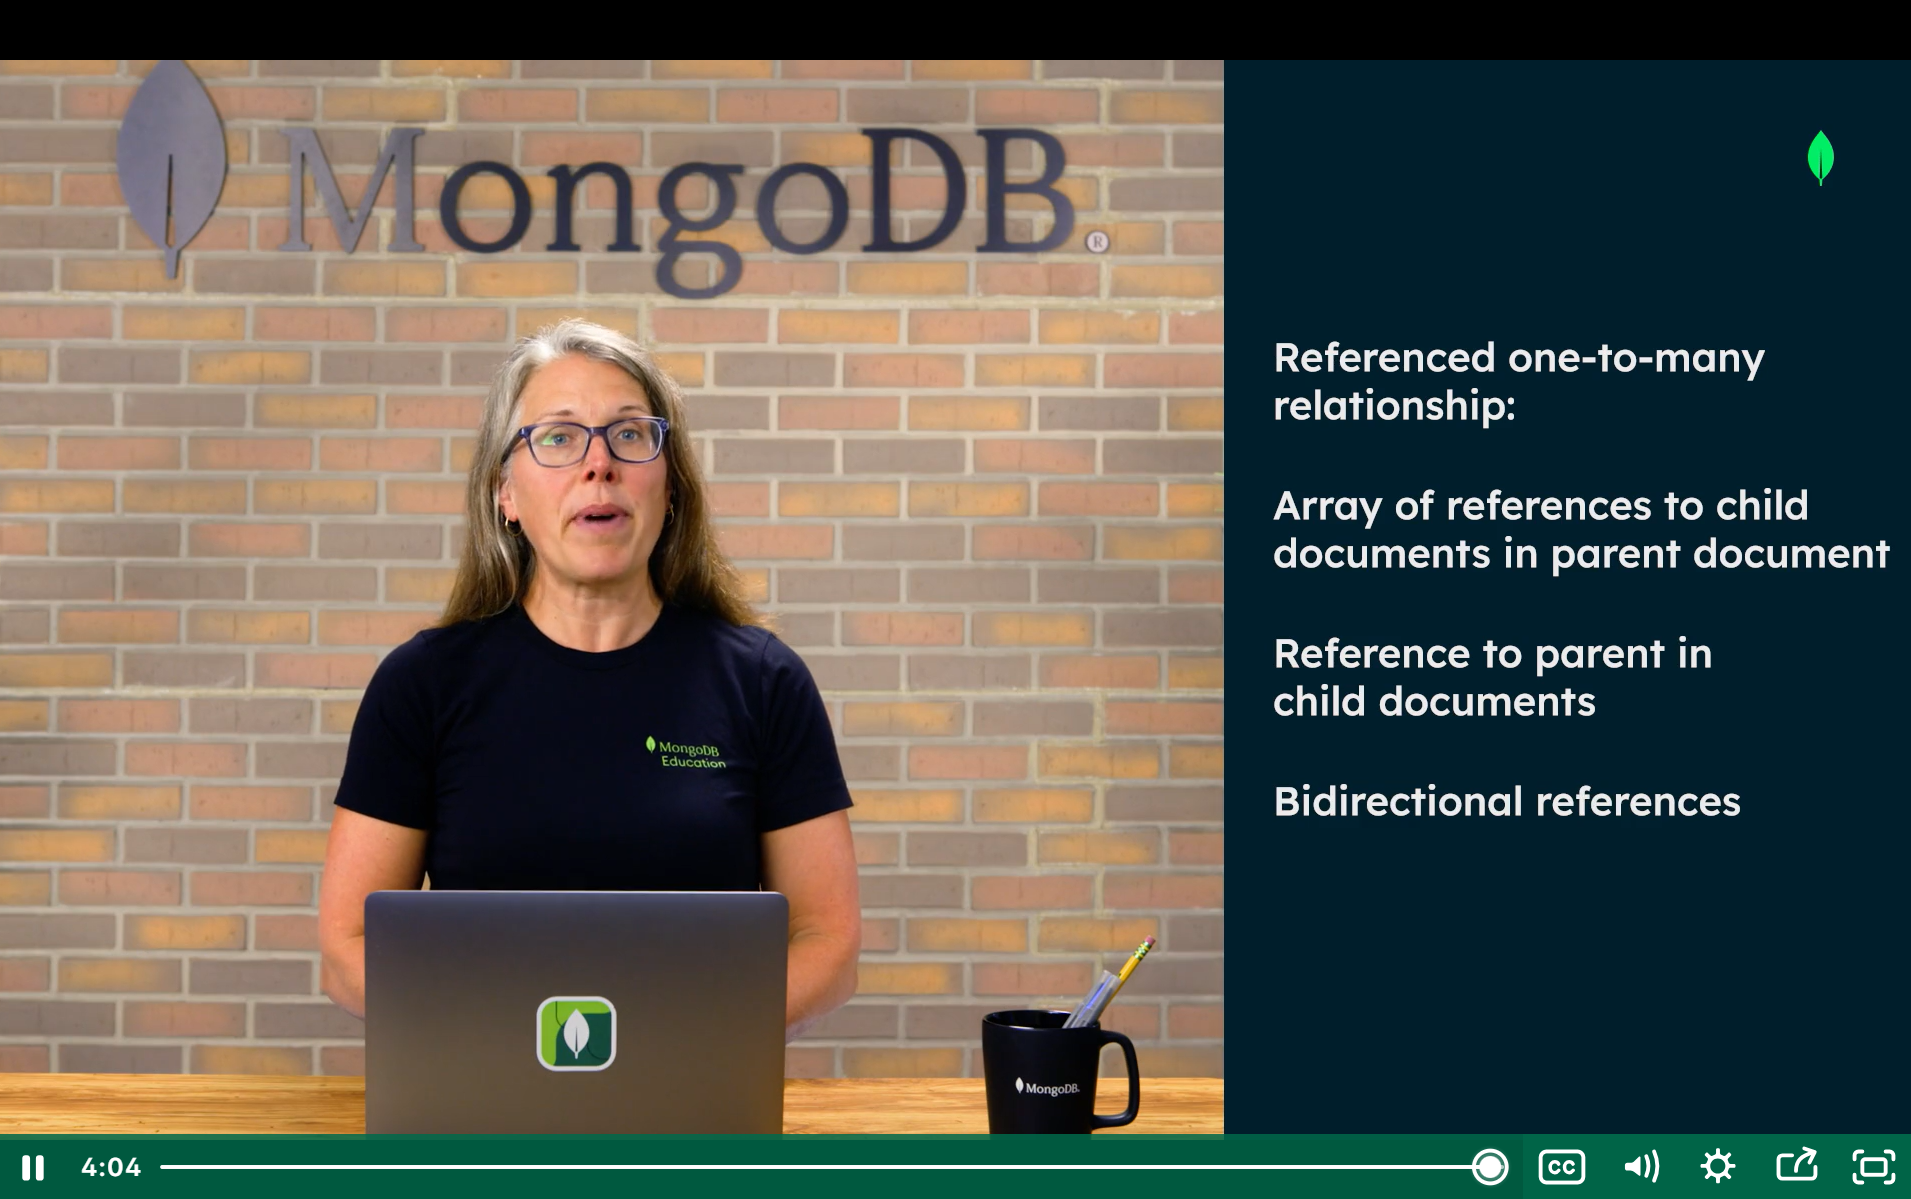 MongoDB®
Referenced one-to-many
relationship:
Array of references to child
documents in parent document
Reference to parent in
child documents
Bidirectional references
MongoDB
Education
MongoDB.
4:04
CC